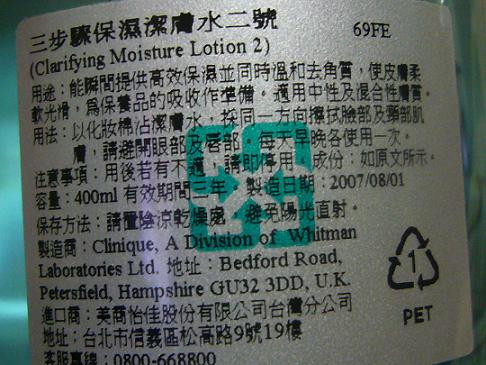 三步驟保濕潔膚水二號 69FE
(Clarifying Moisture Lotion 2)
用途：能瞬間提供高效保濕並同時溫和去角質，使皮膚柔
軟光滑，為保養品的吸收作準備。適用中性及混合性膚質。
用法：以化妝棉沾潔膚水，採同一方向擦拭臉部及頸部肌
膚，請避開眼部及唇部，每天早晚各使用一次。
注意事項：用後若有不適，請即停用。成份：如原文所示。
容量：400ml 有效期間三年 製造日期：2007/08/01
保存方法：請置陰涼乾燥處，避免陽光直射。
製造商：Clinique, A Division of Whitman
Laboratories Ltd. 地址：Bedford Road,
Petersfield, Hampshire GU32 3DD, U.K.
進口商：美商怡佳股份有限公司台灣分公司
地址：台北市信義區松高路9號19樓
客服專線：0800-668800
1
PET